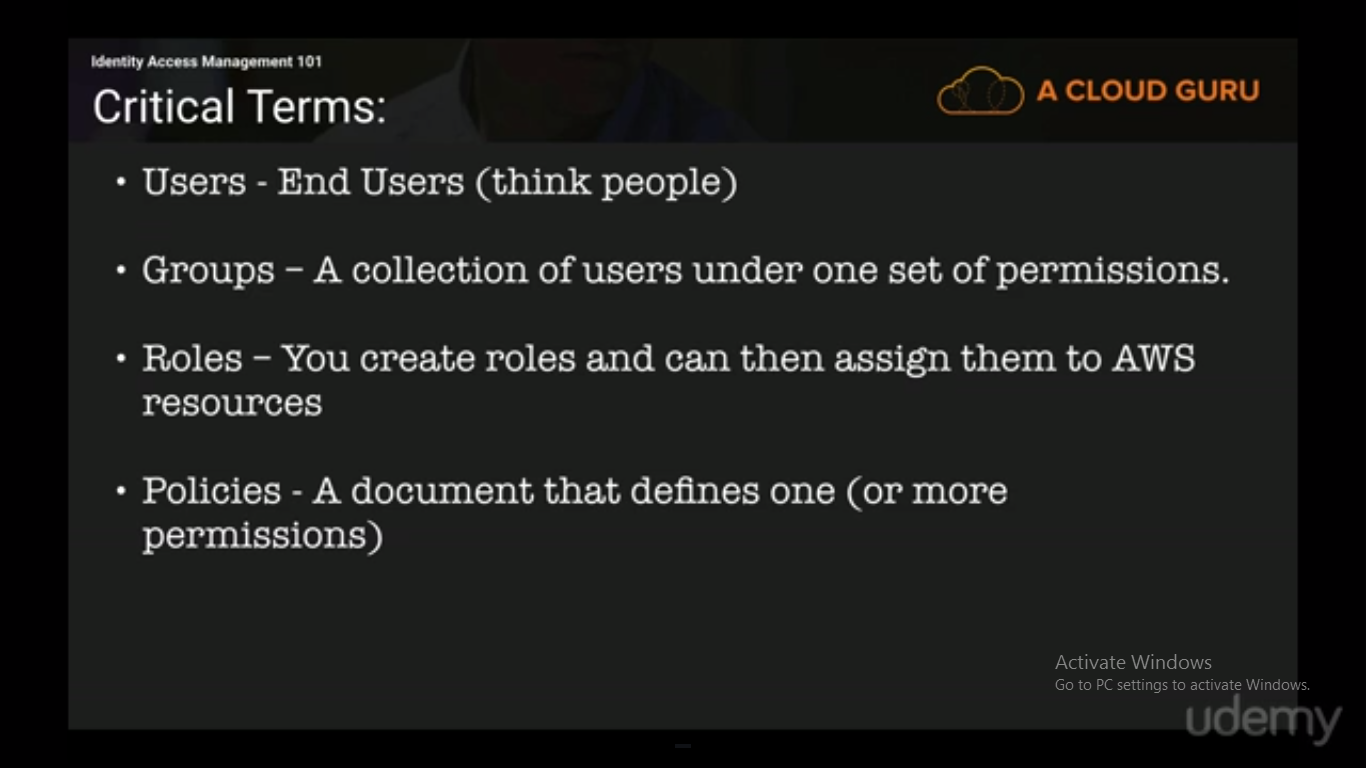 Identity Access Management 101
Critical Terms:
A CLOUD GURU
• Users - End Users (think people)
• Groups – A collection of users under one set of permissions.
• Roles – You create roles and can then assign them to AWS
resources
• Policies - A document that defines one (or more
permissions)
Activate Windows
Go to PC settings to activate Windows.
udemy